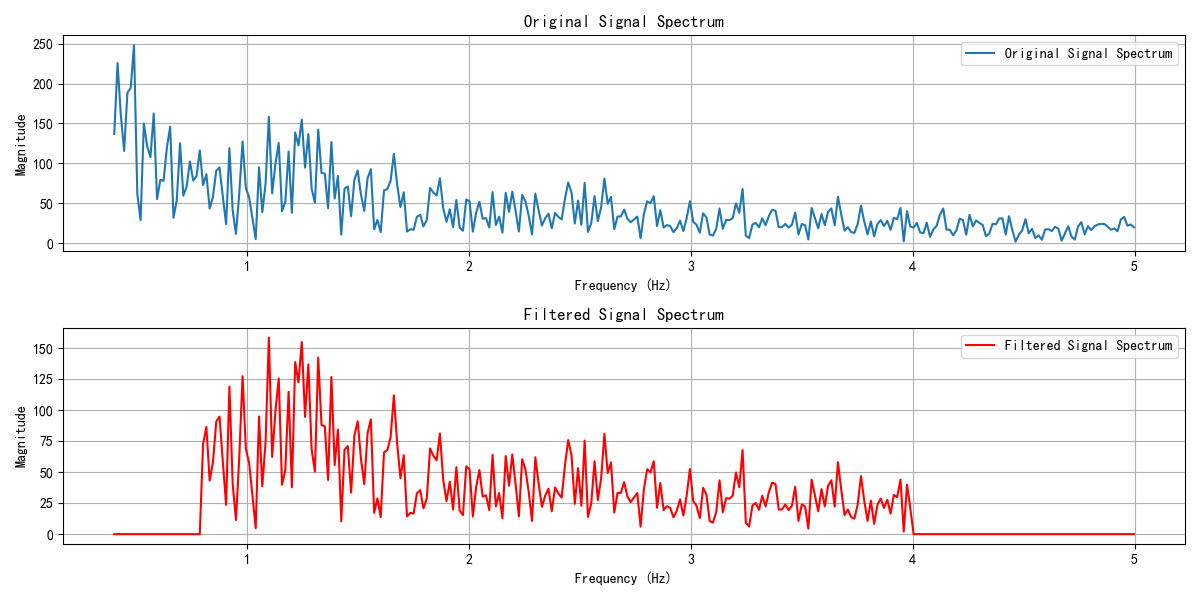 Original Signal Spectrum
250
200
150
100
50
0
Magnitude
Original Signal Spectrum
1 2 3 4 5
Frequency (Hz)
Filtered Signal Spectrum
150
125
100
75
50
25
0
Magnitude
Filtered Signal Spectrum
1 2 3 4 5
Frequency (Hz)